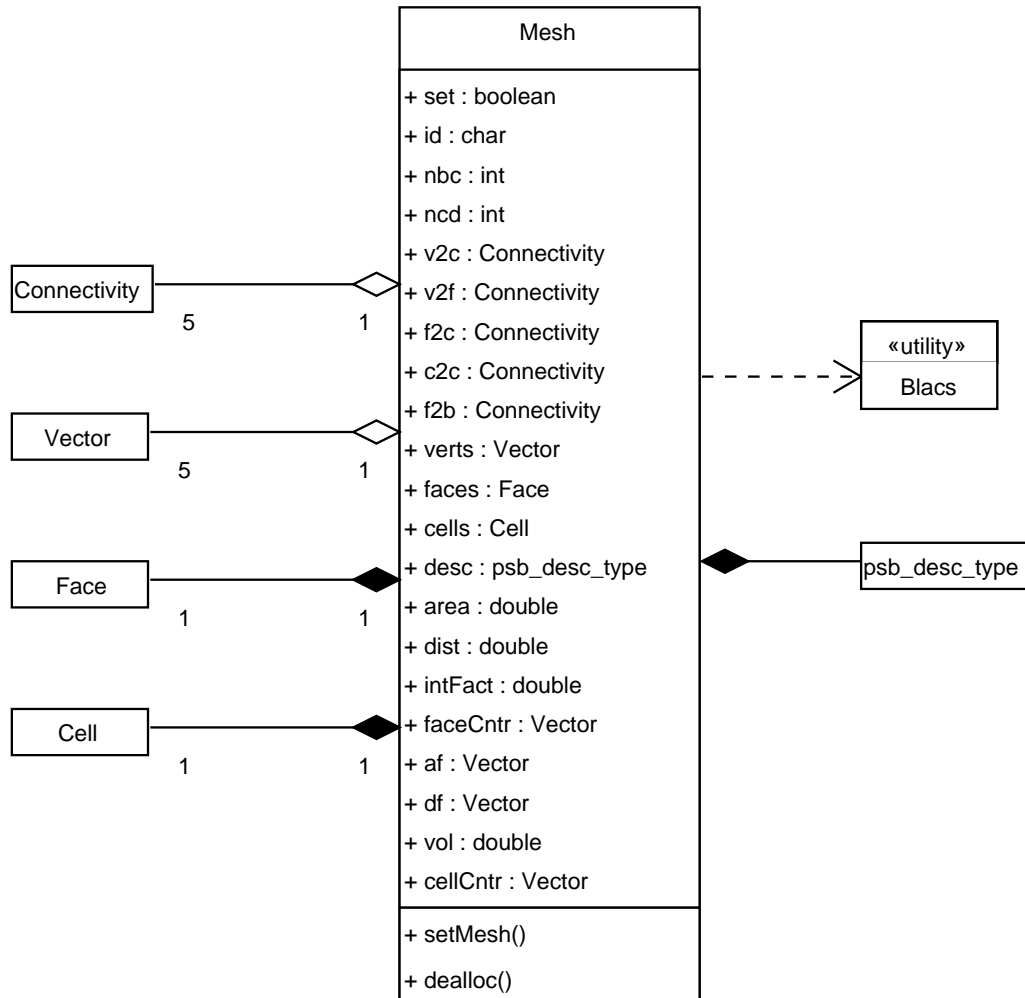 Mesh
+ set : boolean
+ id : char
+ nbc : int
+ ncd : int
+ v2c : Connectivity
+ v2f : Connectivity
+ f2c : Connectivity
+ c2c : Connectivity
+ f2b : Connectivity
+ verts : Vector
+ faces : Face
+ cells : Cell
+ desc : psb_desc_type
+ area : double
+ dist : double
+ intFact : double
+ faceCntr : Vector
+ af : Vector
+ df : Vector
+ vol : double
+ cellCntr : Vector
+ setMesh()
+ dealloc()
Connectivity
5 1
Vector
5 1
Face
1 1
Cell
1 1
«utility»
Blacs
psb_desc_type